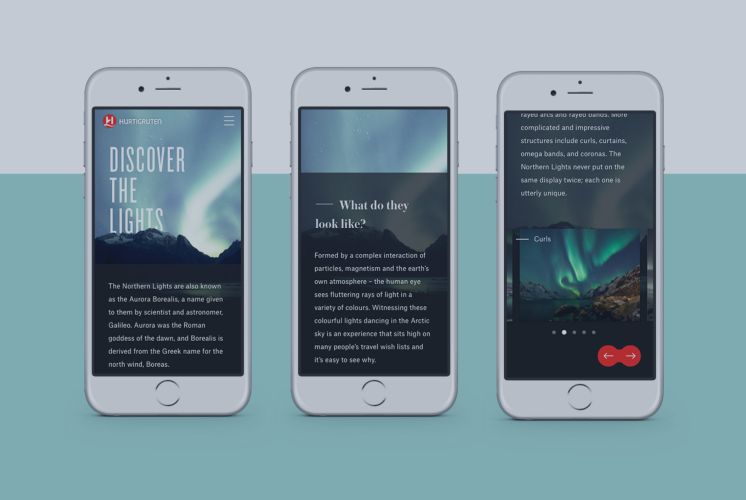 HURTIGRUTEN
DISCOVER
THE
LIGHTS
The Northern Lights are also known
as the Aurora Borealis, a name given
to them by scientist and astronomer,
Galileo. Aurora was the Roman
goddess of the dawn, and Borealis is
derived from the Greek name for the
north wind, Boreas.
What do they
look like?
Formed by a complex interaction of
particles, magnetism and the earth's
own atmosphere – the human eye
sees fluttering rays of light in a
variety of colours. Witnessing these
colourful lights dancing in the Arctic
sky is an experience that sits high on
many people's travel wish lists and
it's easy to see why.
rayed arcs and rayed bands. More
complicated and impressive
structures include curls, curtains,
omega bands, and coronas. The
Northern Lights never put on the
same display twice; each one is
utterly unique.
Curls